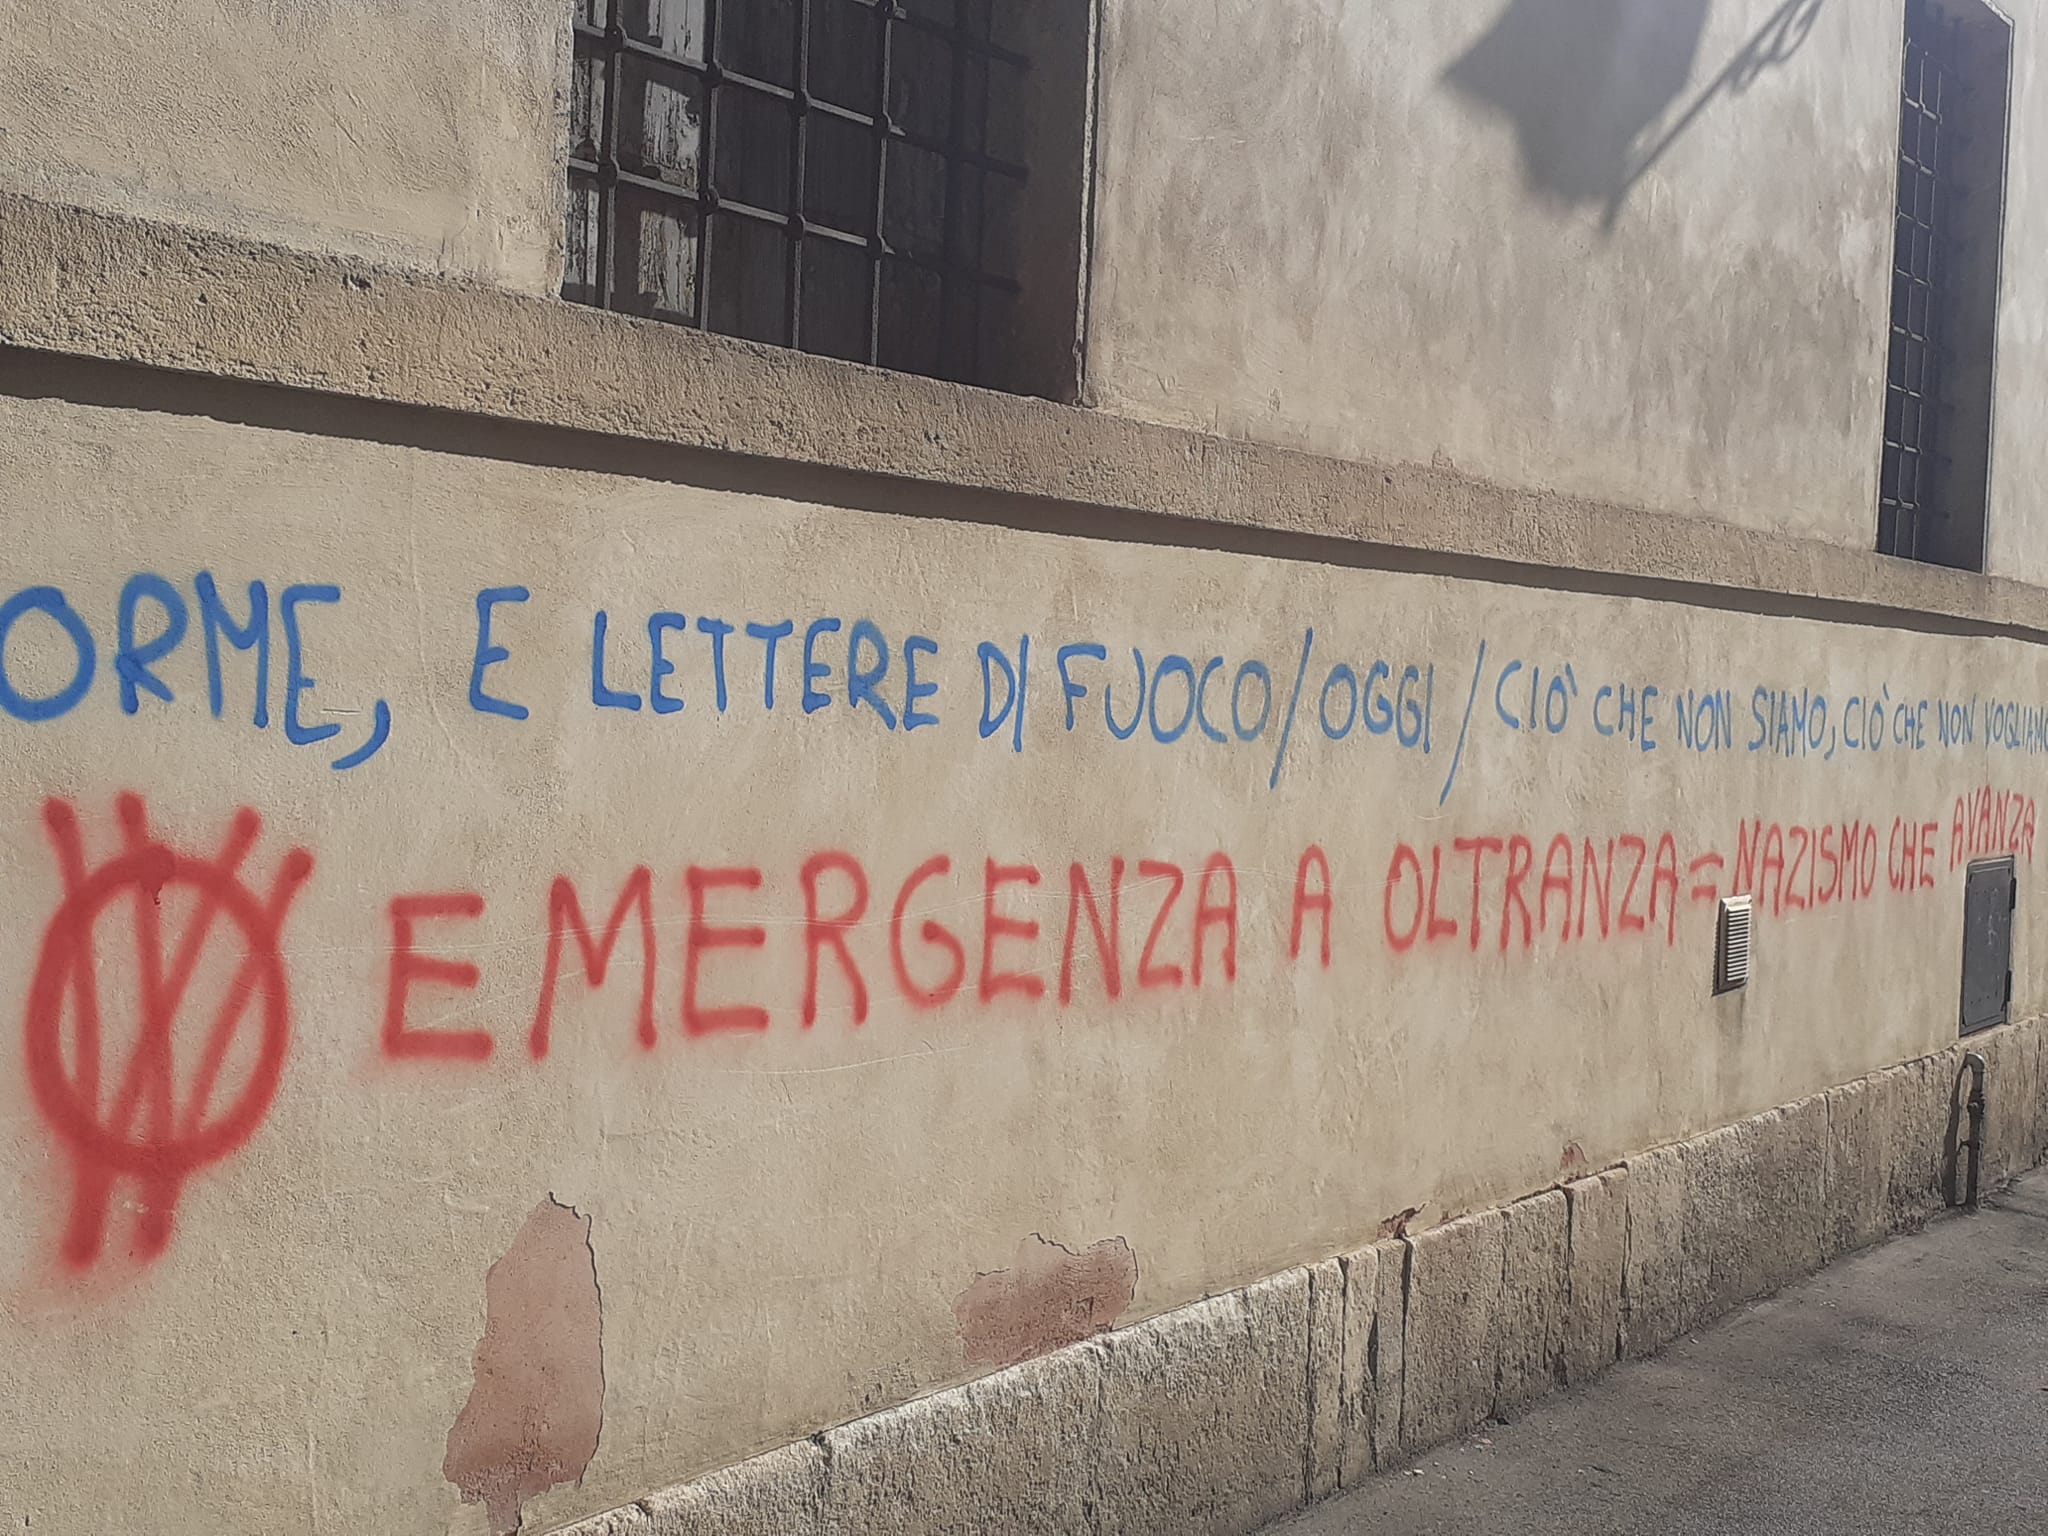 ORME, E LETTERE DI FUOCO/OGGI/CIÒ CHE NON SIAMO, CIÒ CHE NON VOGLIAMO
EMERGENZA A OLTRANZA = NAZISMO CHE AVANZA